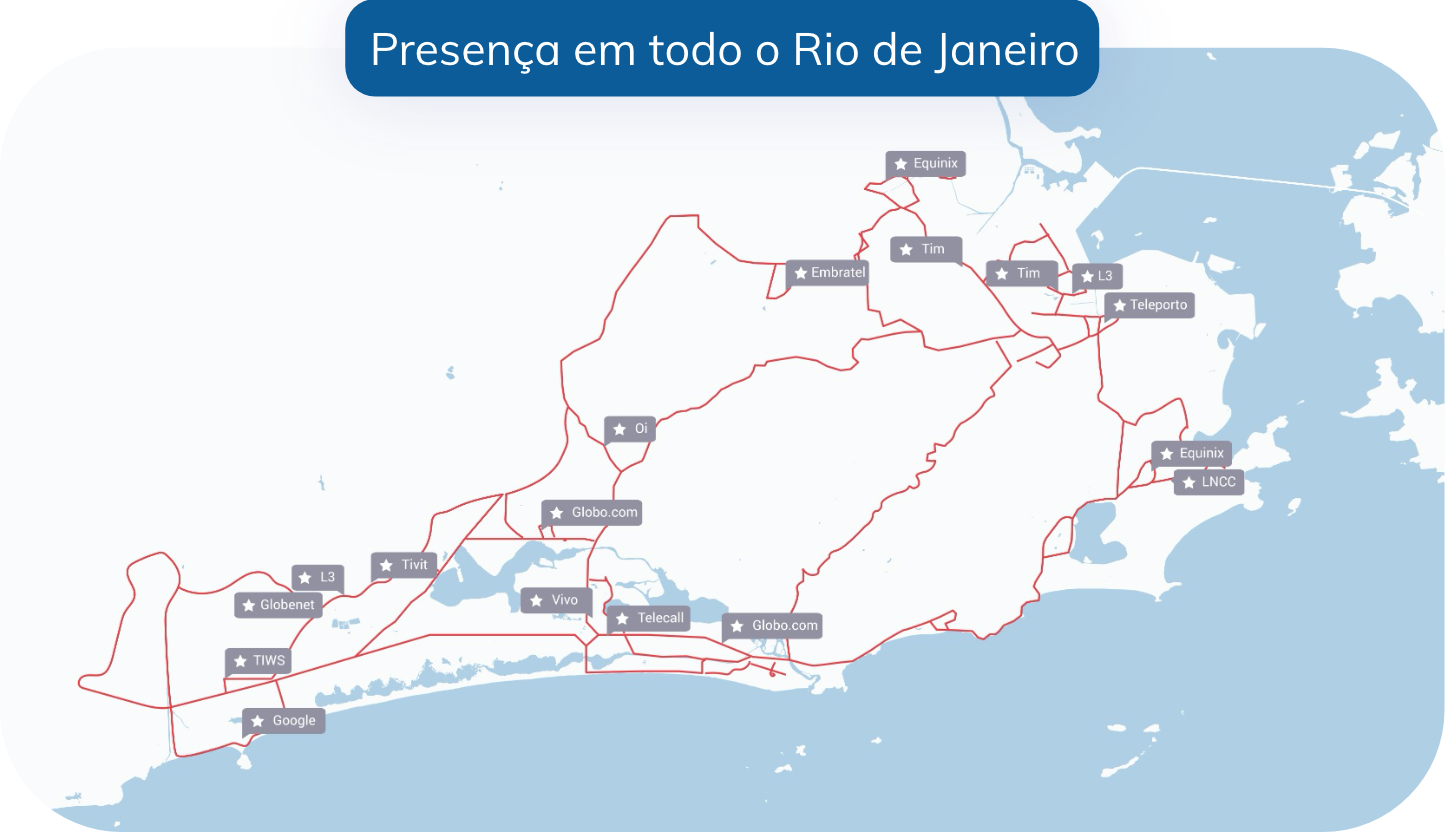 Presença em todo o Rio de Janeiro
Equinix
Tim
Embratel
Tim
L3
Teleporto
Oi
Equinix
LNCC
Globo.com
Tivit
L3
Globenet
Vivo
Telecall
Globo.com
TIWS
Google